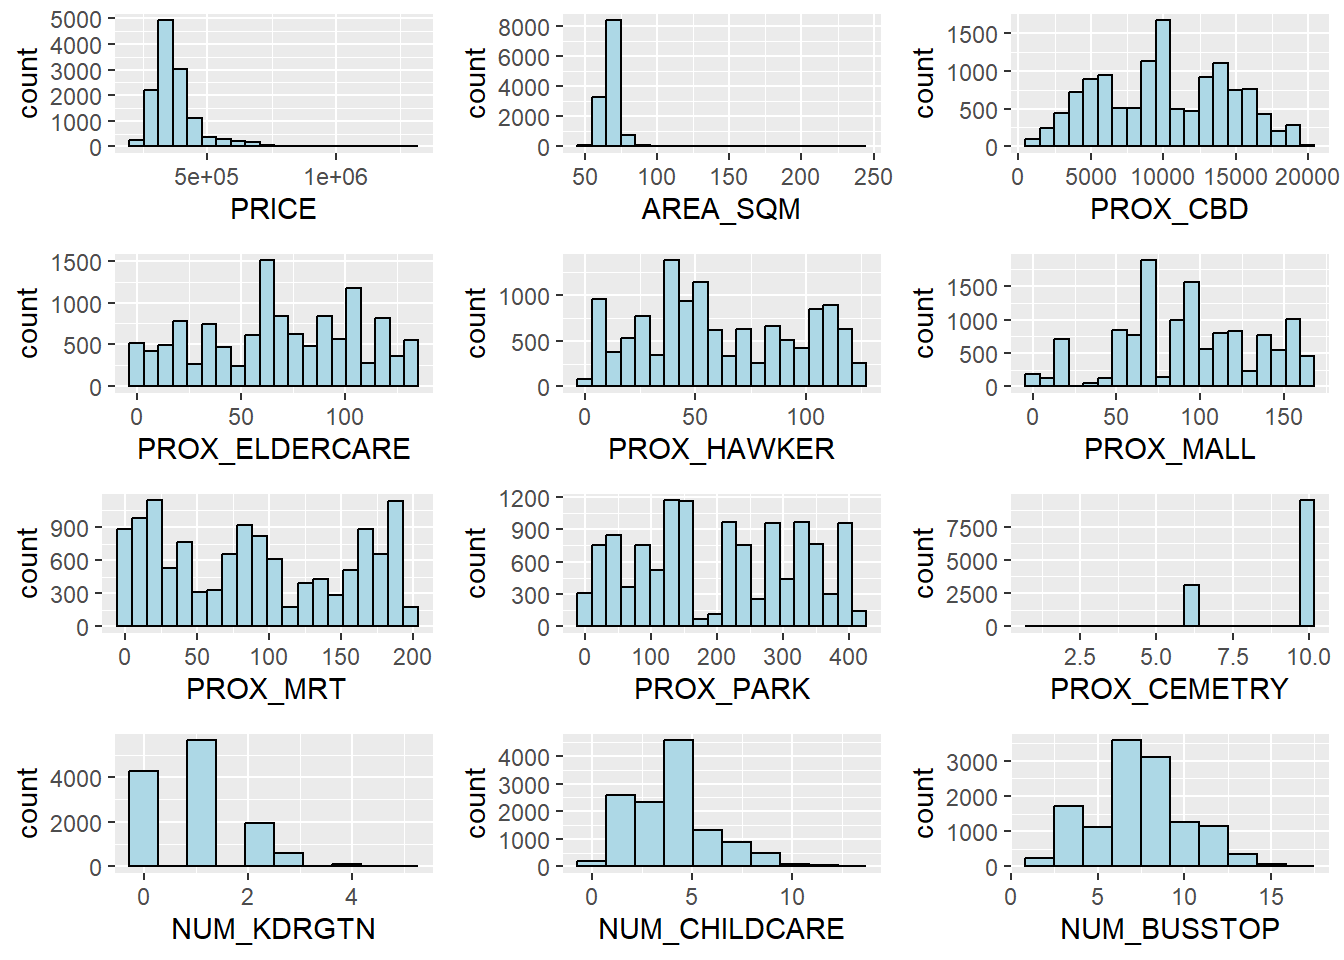 count
5000
4000
3000
2000
1000
0
5e+05 1e+06
PRICE
count
8000
6000
4000
2000
0
50 100 150 200 250
AREA_SQM
count
1500
1000
500
0
0 5000 10000 15000 20000
PROX_CBD
count
1500
1000
500
0
0 50 100
PROX_ELDERCARE
count
1000
500
0
0 50 100
PROX_HAWKER
count
1500
1000
500
0
0 50 100 150
PROX_MALL
count
900
600
300
0
0 50 100 150 200
PROX_MRT
count
1200
900
600
300
0
0 100 200 300 400
PROX_PARK
count
7500
5000
2500
0
2.5 5.0 7.5 10.0
PROX_CEMETRY
count
4000
2000
0
0 2 4
NUM_KDRGTN
count
4000
3000
2000
1000
0
0 5 10
NUM_CHILDCARE
count
3000
2000
1000
0
0 5 10 15
NUM_BUSSTOP